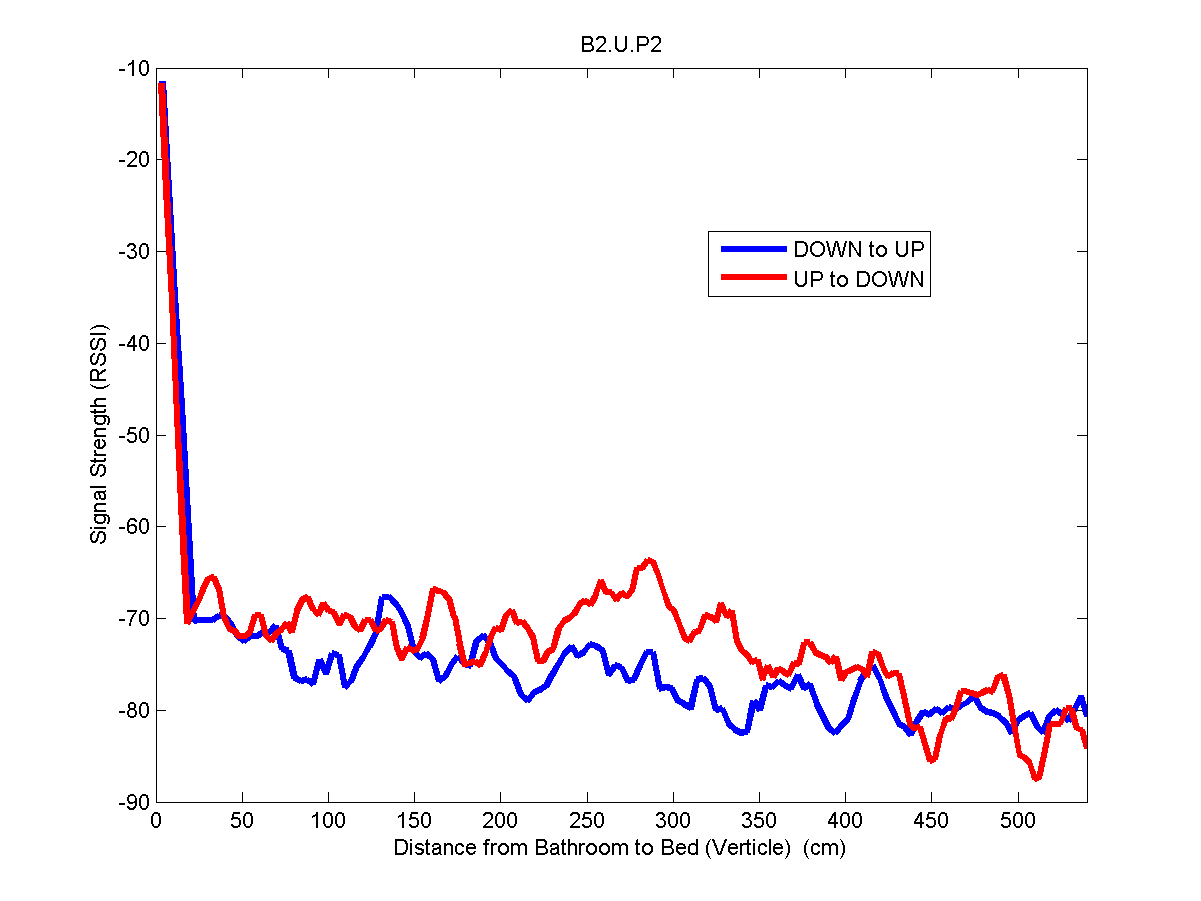 B2.U.P2
-10
-20
-30
-40
-50
-60
-70
-80
-90
Signal Strength (RSSI)
DOWN to UP
UP to DOWN
0 50 100 150 200 250 300 350 400 450 500
Distance from Bathroom to Bed (Verticle)  (cm)